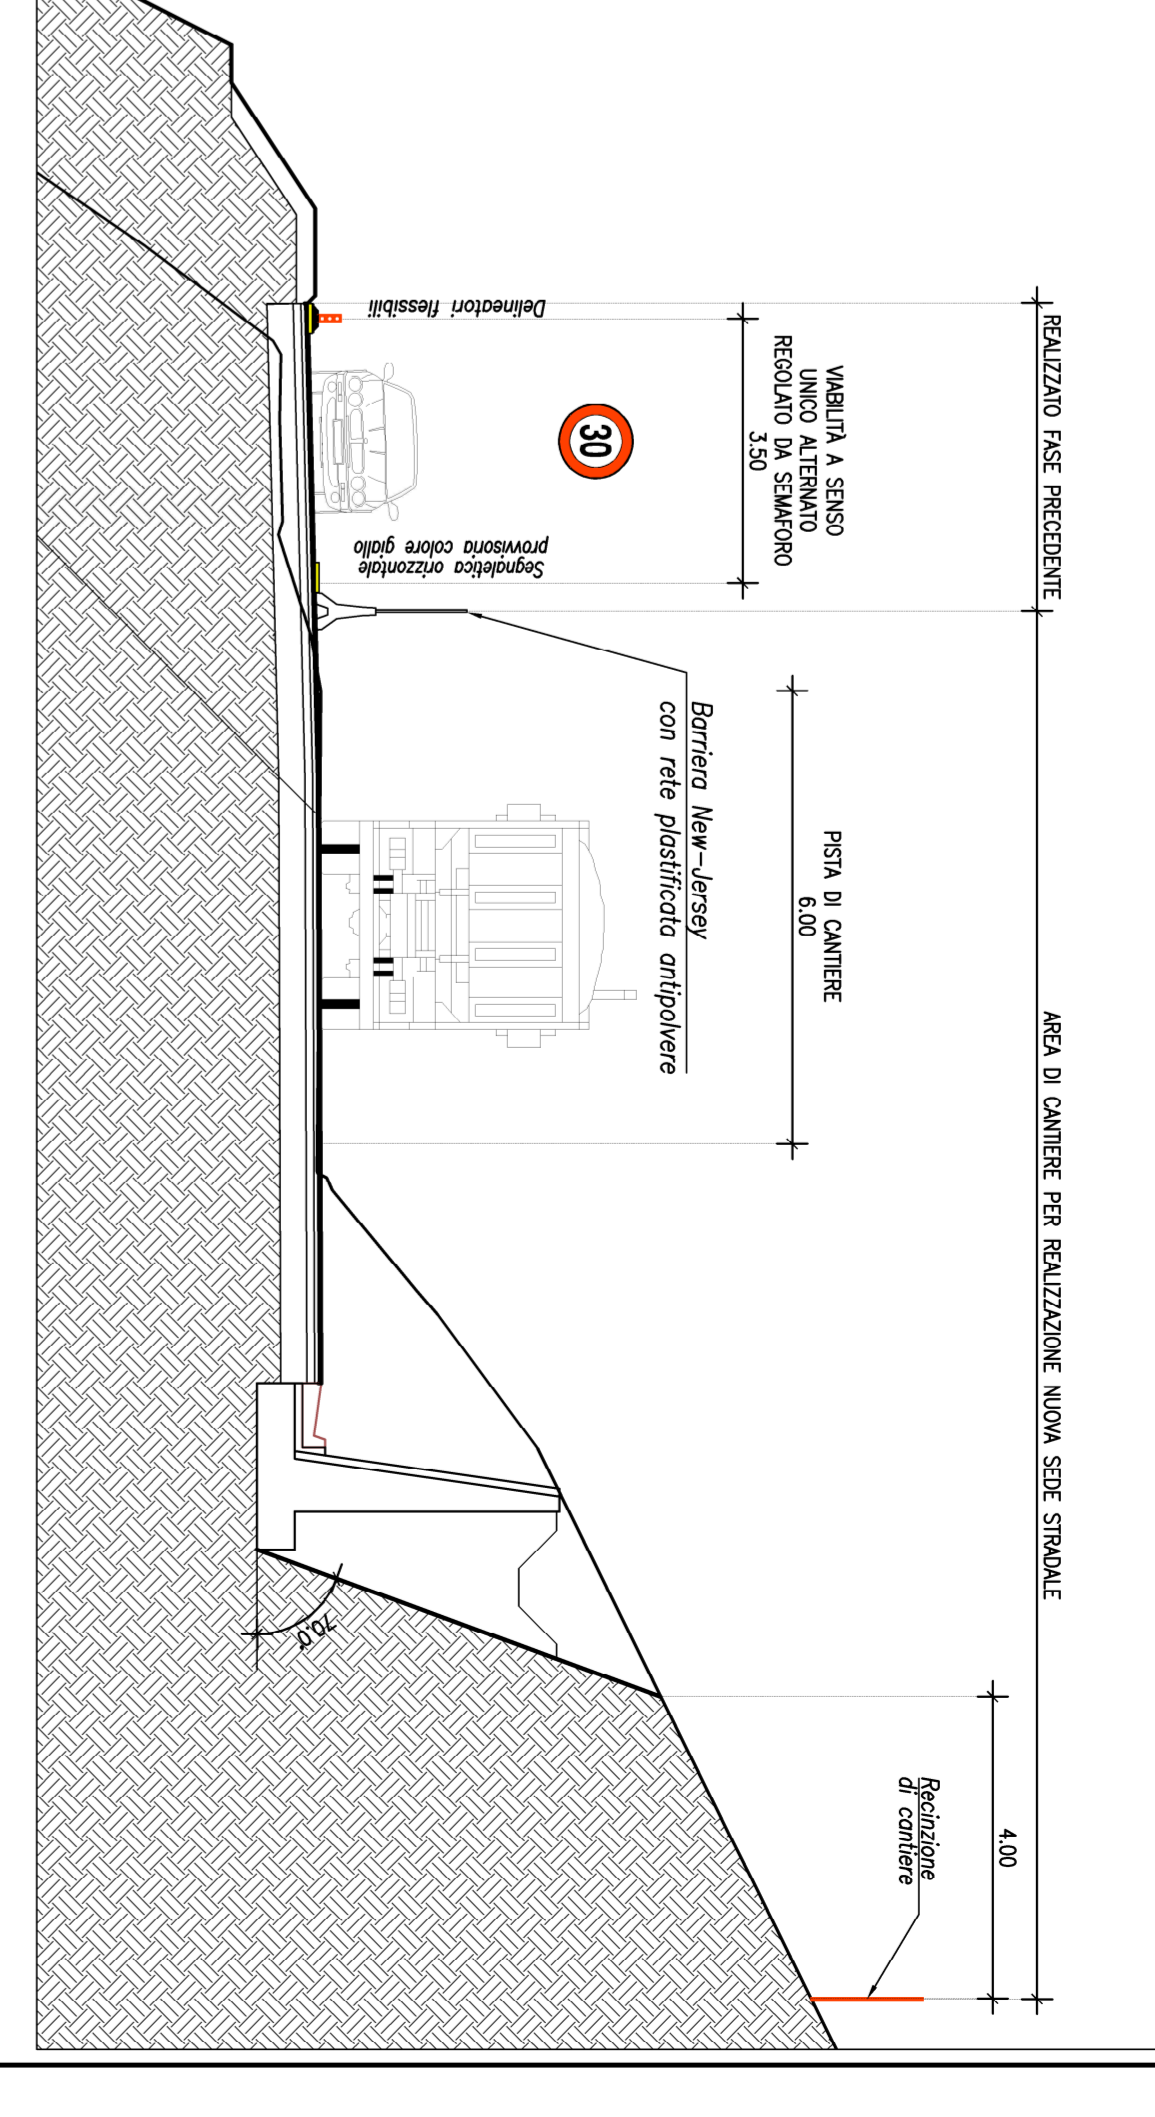 REALIZZATO FASE PRECEDENTE
AREA DI CANTIERE PER REALIZZAZIONE NUOVA SEDE STRADALE
VIABILITÀ A SENSO
UNICO ALTERNATO
REGOLATO DA SEMAFORO
3.50
PISTA DI CANTIERE
6.00
4.00
Recinzione
di cantiere
Barriera New-Jersey
con rete plastificata antipolvere
30
Delineatori flessibili
Segnaletica orizzontale
provvisoria colore giallo
70.0°